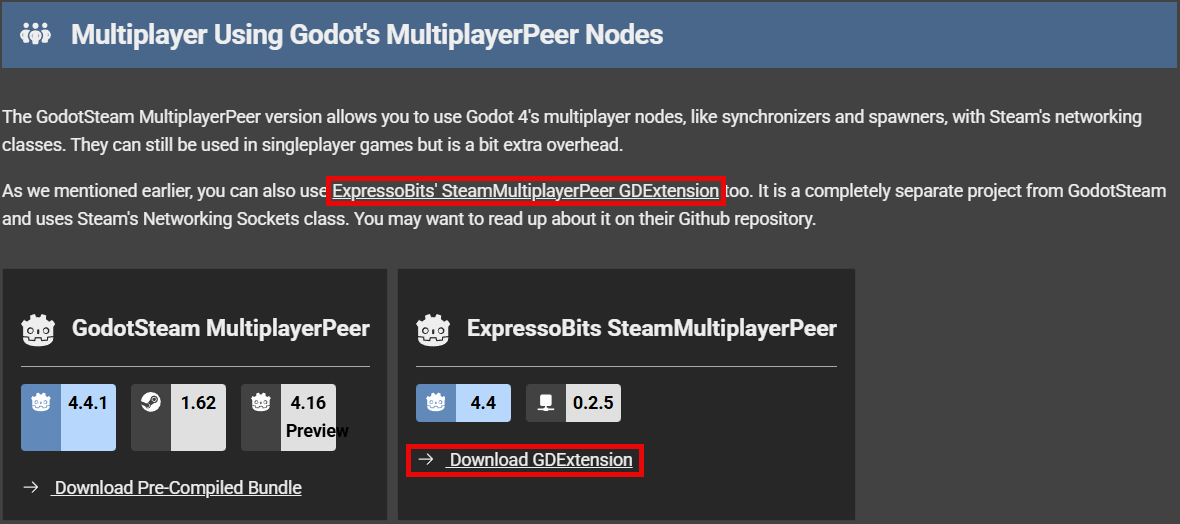 Multiplayer Using Godot's MultiplayerPeer Nodes
The GodotSteam MultiplayerPeer version allows you to use Godot 4's multiplayer nodes, like synchronizers and spawners, with Steam's networking
classes. They can still be used in singleplayer games but is a bit extra overhead.
As we mentioned earlier, you can also use ExpressoBits' SteamMultiplayerPeer GDExtension too. It is a completely separate project from GodotSteam
and uses Steam's Networking Sockets class. You may want to read up about it on their Github repository.
GodotSteam MultiplayerPeer
4.4.1 1.62 4.16
Preview
→ Download Pre-Compiled Bundle
ExpressoBits SteamMultiplayerPeer
4.4 0.2.5
→ Download GDExtension